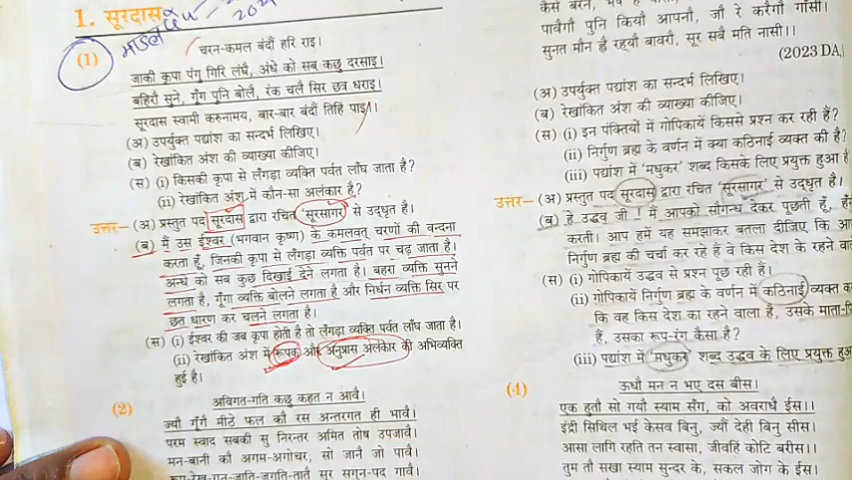 1. सूरदास
माडल
(1)
चरन-कमल बंदौं हरि राइ।
जाकी कृपा पंगु गिरि लंघै, अंधे को सब कछु दरसाइ।
बहिरौ सुनै, गूँग पुनि बोलै, रंक चलै सिर छत्र धराइ।
सूरदास स्वामी करुनामय, बार-बार बंदौं तिहिं पाइ।
(अ) उपर्युक्त पद्यांश का सन्दर्भ लिखिए।
(ब) रेखांकित अंश की व्याख्या कीजिए।
(स) (i) किसकी कृपा से लँगड़ा व्यक्ति पर्वत लाँघ जाता है?
(ii) रेखांकित अंश में कौन-सा अलंकार है?
उत्तर– (अ) प्रस्तुत पद सूरदास द्वारा रचित 'सूरसागर' से उद्धृत है।
(ब) मैं उस ईश्वर (भगवान कृष्ण) के कमलवत् चरणों की वन्दना
करता हूँ, जिनकी कृपा से लँगड़ा व्यक्ति पर्वत पर चढ़ जाता है।
अन्धे को सब कुछ दिखाई देने लगता है। बहरा व्यक्ति सुनने
लगता है, गूँगा व्यक्ति बोलने लगता है और निर्धन व्यक्ति सिर पर
छत्र धारण कर चलने लगता है।
(स) (i) ईश्वर की जब कृपा होती है तो लँगड़ा व्यक्ति पर्वत लाँघ जाता है।
(ii) रेखांकित अंश में रूपक और अनुप्रास अलंकार की अभिव्यक्ति
हुई है।
(2)
अबिगत-गति कछु कहत न आवै।
ज्यौं गूँगै मीठे फल कौ रस अन्तरगत ही भावै।
परम स्वाद सबकी सु निरन्तर अमित तोष उपजावै।
मन-बानी कौ अगम-अगोचर, सो जानै जो पावै।
रूप-रेख-गुन-जाति-जुगति-बिनु
पावैगौ पुनि कियौ आपनौ, जौ रे करैगौ गाँसी।
सुनत मौन ह्वै रह्यौ बावरौ, सूर सबै मति नासी।।
(2023 DA,
(अ) उपर्युक्त पद्यांश का सन्दर्भ लिखिए।
(ब) रेखांकित अंश की व्याख्या कीजिए।
(स) (i) इन पंक्तियों में गोपिकायें किससे प्रश्न कर रही हैं?
(ii) निर्गुण ब्रह्म के वर्णन में क्या कठिनाई व्यक्त की है?
(iii) पद्यांश में 'मधुकर' शब्द किसके लिए प्रयुक्त हुआ है
उत्तर– (अ) प्रस्तुत पद सूरदास द्वारा रचित 'सूरसागर' से उद्धृत है।
(ब) हे उद्धव जी ! मैं आपको सौगन्ध देकर पूछती हूँ,
करती। आप हमें यह समझाकर बतला दीजिए कि
निर्गुण ब्रह्म की चर्चा कर रहे हैं वे किस देश के रहने
(स) (i) गोपिकायें उद्धव से प्रश्न पूछ रही हैं।
(ii) गोपिकायें निर्गुण ब्रह्म के वर्णन में कठिनाई व्यक्त
कि वह किस देश का रहने वाला है, उसके माता-
हैं, उसका रूप-रंग कैसा है?
(iii) पद्यांश में 'मधुकर' शब्द उद्धव के लिए प्रयुक्त
(4)
ऊधौ मन न भए दस बीस।
एक हुतौ सो गयौ स्याम सँग, को अवराधै ईस।।
इंद्री सिथिल भई केसव बिनु, ज्यौं देही बिनु सीस।
आसा लागि रहति तन स्वासा, जीवहिं कोटि बरीस।।
तुम तौ सखा स्याम सुन्दर के, सकल जोग के ईस।